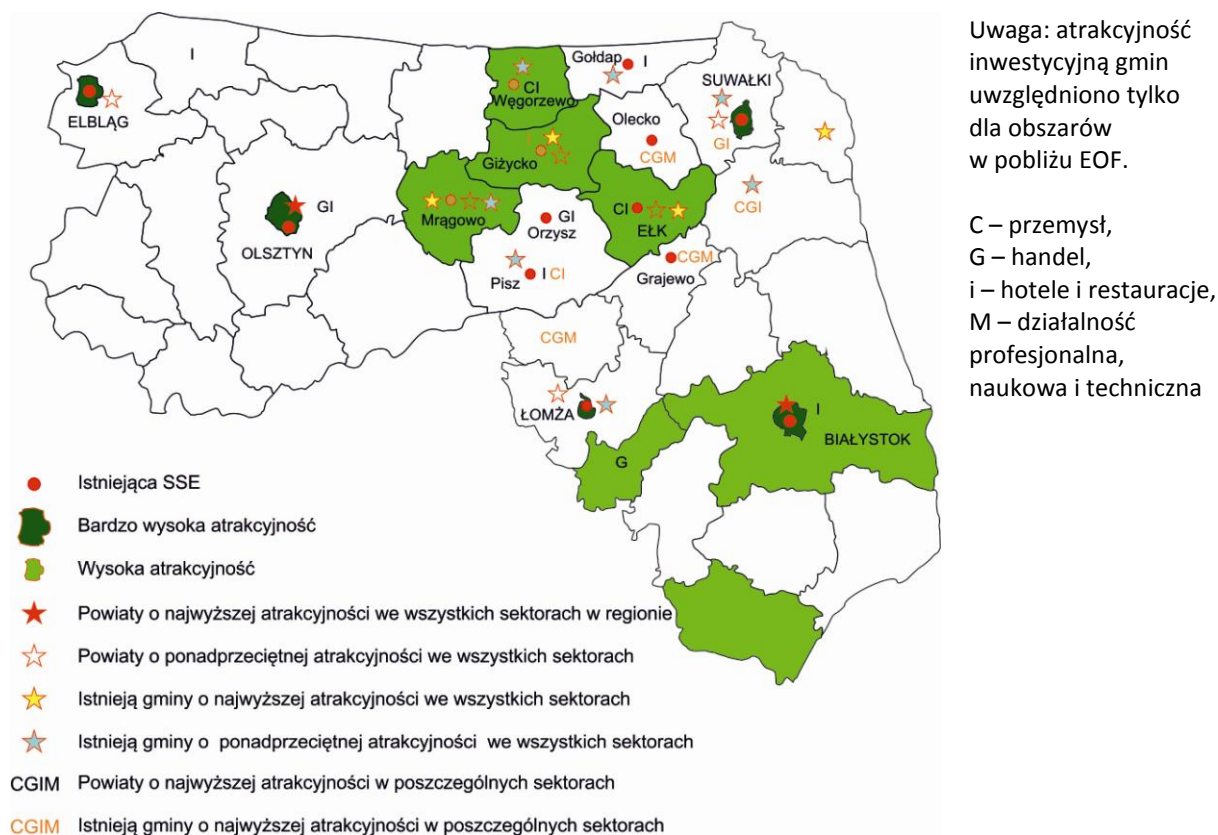 Uwaga: atrakcyjność
inwestycyjną gmin
uwzględniono tylko
dla obszarów
w pobliżu EOF.
C – przemysł,
G – handel,
i – hotele i restauracje,
M – działalność
profesjonalna,
naukowa i techniczna
I
ELBLĄG
GI
OLSZTYN
CI
Węgorzewo
Gołdap
I
SUWAŁKI
GI
Olecko
CGM
I
Giżycko
Mrągowo
CI
EŁK
CGI
GI
Orzysz
Pisz
I CI
CGM
Grajewo
CGM
ŁOMŻA
G
I
BIAŁYSTOK
Istniejąca SSE
Bardzo wysoka atrakcyjność
Wysoka atrakcyjność
Powiaty o najwyższej atrakcyjności we wszystkich sektorach w regionie
Powiaty o ponadprzeciętnej atrakcyjności we wszystkich sektorach
Istnieją gminy o najwyższej atrakcyjności we wszystkich sektorach
Istnieją gminy o ponadprzeciętnej atrakcyjności we wszystkich sektorach
CGIM Powiaty o najwyższej atrakcyjności w poszczególnych sektorach
CGIM Istnieją gminy o najwyższej atrakcyjności w poszczególnych sektorach